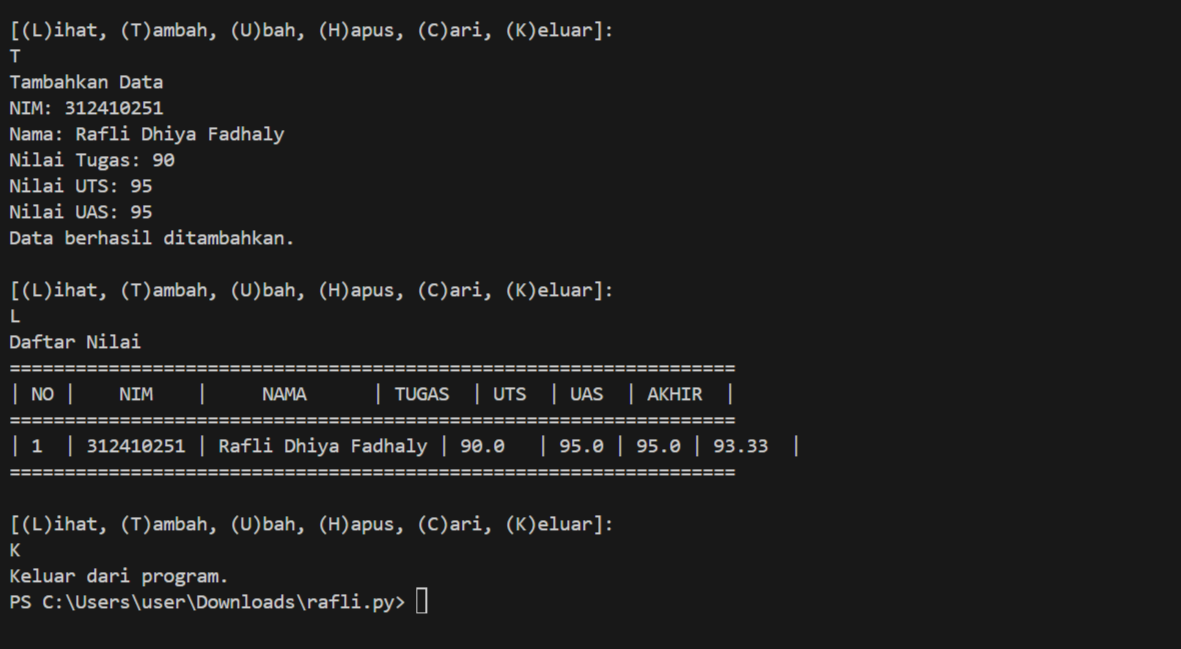 [(L)ihat, (T)ambah, (U)bah, (H)apus, (C)ari, (K)eluar]:
T
Tambahkan Data
NIM: 312410251
Nama: Rafli Dhiya Fadhaly
Nilai Tugas: 90
Nilai UTS: 95
Nilai UAS: 95
Data berhasil ditambahkan.

[(L)ihat, (T)ambah, (U)bah, (H)apus, (C)ari, (K)eluar]:
L
Daftar Nilai
==================================================================
| NO |    NIM    |     NAMA      | TUGAS  | UTS  | UAS  | AKHIR  |
==================================================================
| 1  | 312410251 | Rafli Dhiya Fadhaly | 90.0   | 95.0 | 95.0 | 93.33  |
==================================================================

[(L)ihat, (T)ambah, (U)bah, (H)apus, (C)ari, (K)eluar]:
K
Keluar dari program.
PS C:\Users\user\Downloads\rafli.py>